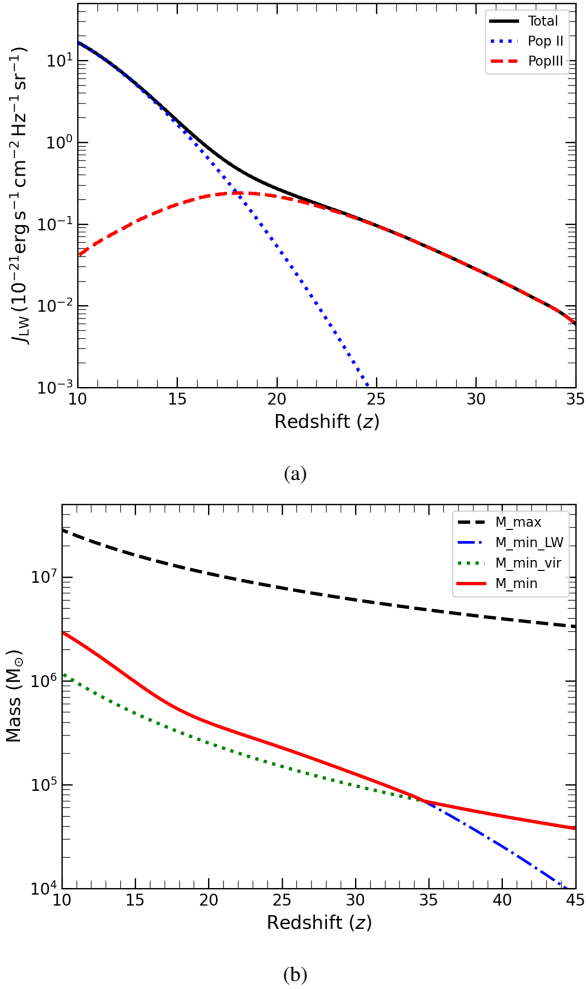 10¹
10⁰
10⁻¹
10⁻²
10⁻³
J_LW (10⁻²¹ erg s⁻¹ cm⁻² Hz⁻¹ sr⁻¹)
Total
Pop II
PopIII
10 15 20 25 30 35
Redshift (z)
(a)
10⁷
10⁶
10⁵
10⁴
Mass (M☉)
M_max
M_min_LW
M_min_vir
M_min
10 15 20 25 30 35 40 45
Redshift (z)
(b)